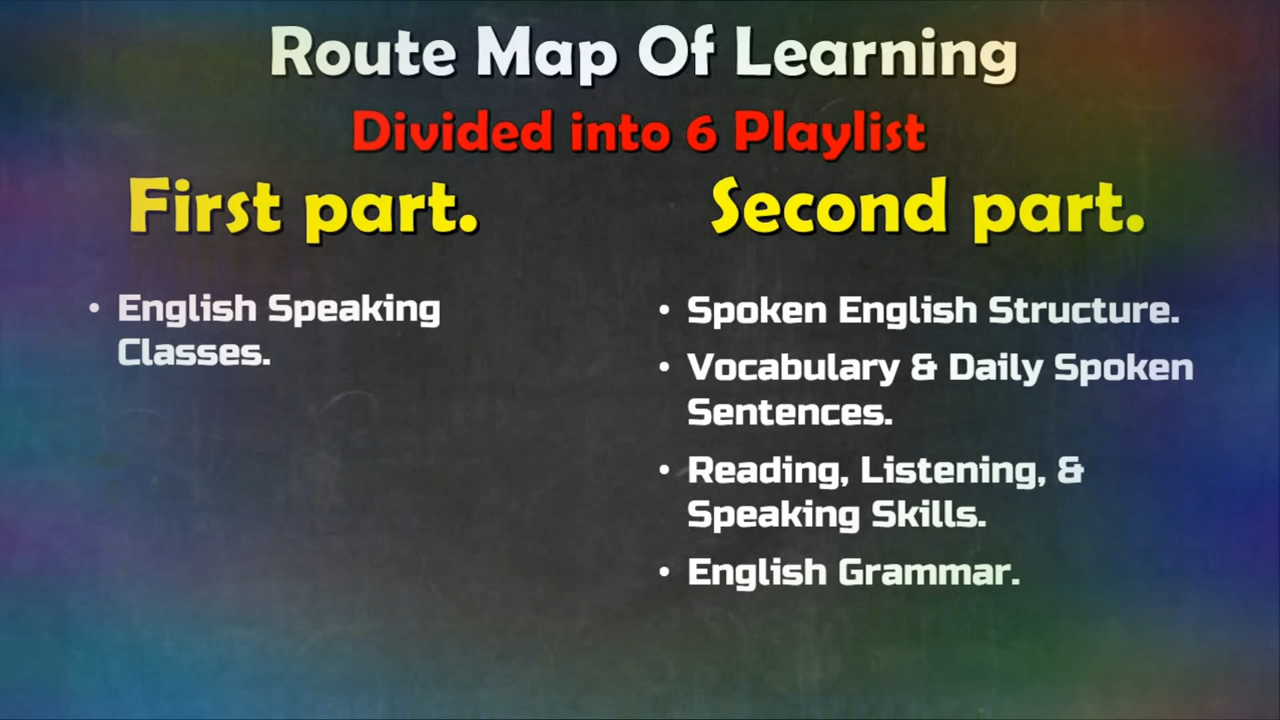 Route Map Of Learning
Divided into 6 Playlist
First part.
• English Speaking
Classes.
Second part.
• Spoken English Structure.
• Vocabulary & Daily Spoken
Sentences.
• Reading, Listening, &
Speaking Skills.
• English Grammar.